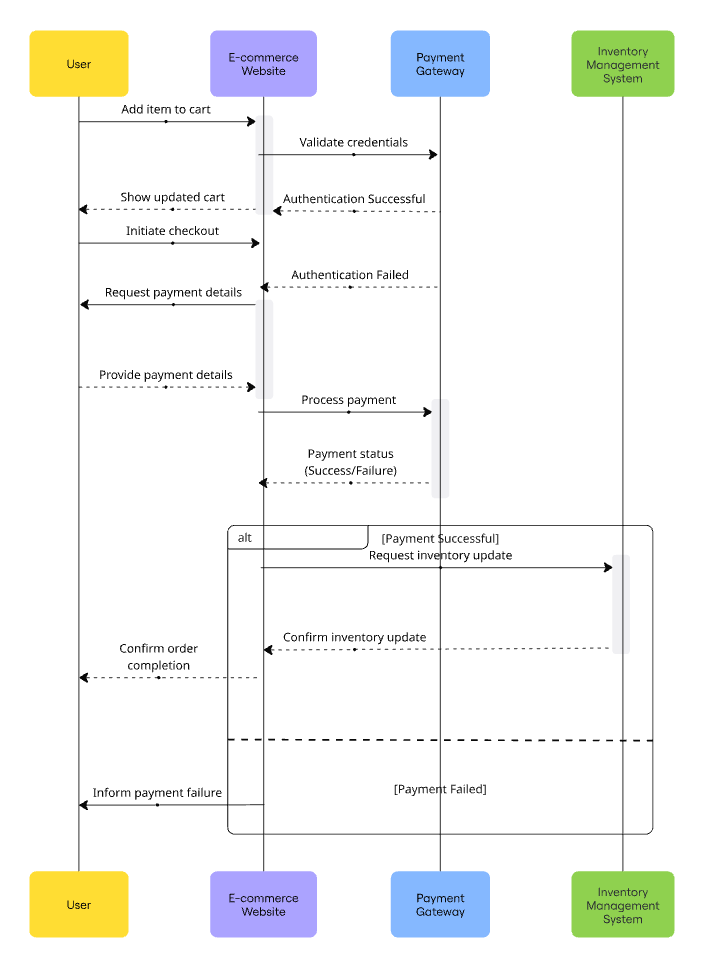 User
E-commerce
Website
Payment
Gateway
Inventory
Management
System
Add item to cart
Validate credentials
Show updated cart
Authentication Successful
Initiate checkout
Authentication Failed
Request payment details
Provide payment details
Process payment
Payment status
(Success/Failure)
alt
[Payment Successful]
Request inventory update
Confirm inventory update
Confirm order
completion
[Payment Failed]
Inform payment failure
User
E-commerce
Website
Payment
Gateway
Inventory
Management
System